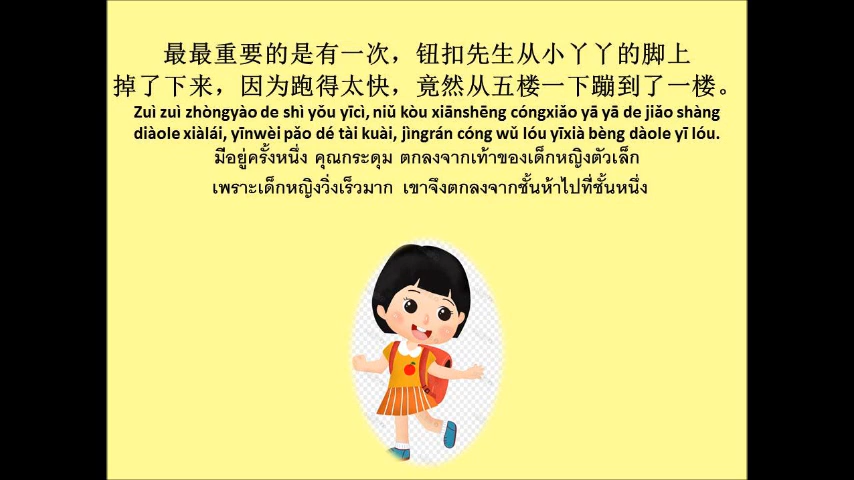 最最重要的是有一次，钮扣先生从小丫丫的脚上
掉了下来，因为跑得太快，竟然从五楼一下蹦到了一楼。
Zuì zuì zhòngyào de shì yǒu yīcì, niǔ kòu xiānshēng cóngxiǎo yā yā de jiǎo shàng
diàole xiàlái, yīnwèi pǎo dé tài kuài, jìngrán cóng wǔ lóu yīxià bèng dàole yī lóu.
มีอยู่ครั้งหนึ่ง คุณกระดุม ตกลงจากเท้าของเด็กหญิงตัวเล็ก
เพราะเด็กหญิงวิ่งเร็วมาก เขาจึงตกลงจากชั้นห้าไปที่ชั้นหนึ่ง